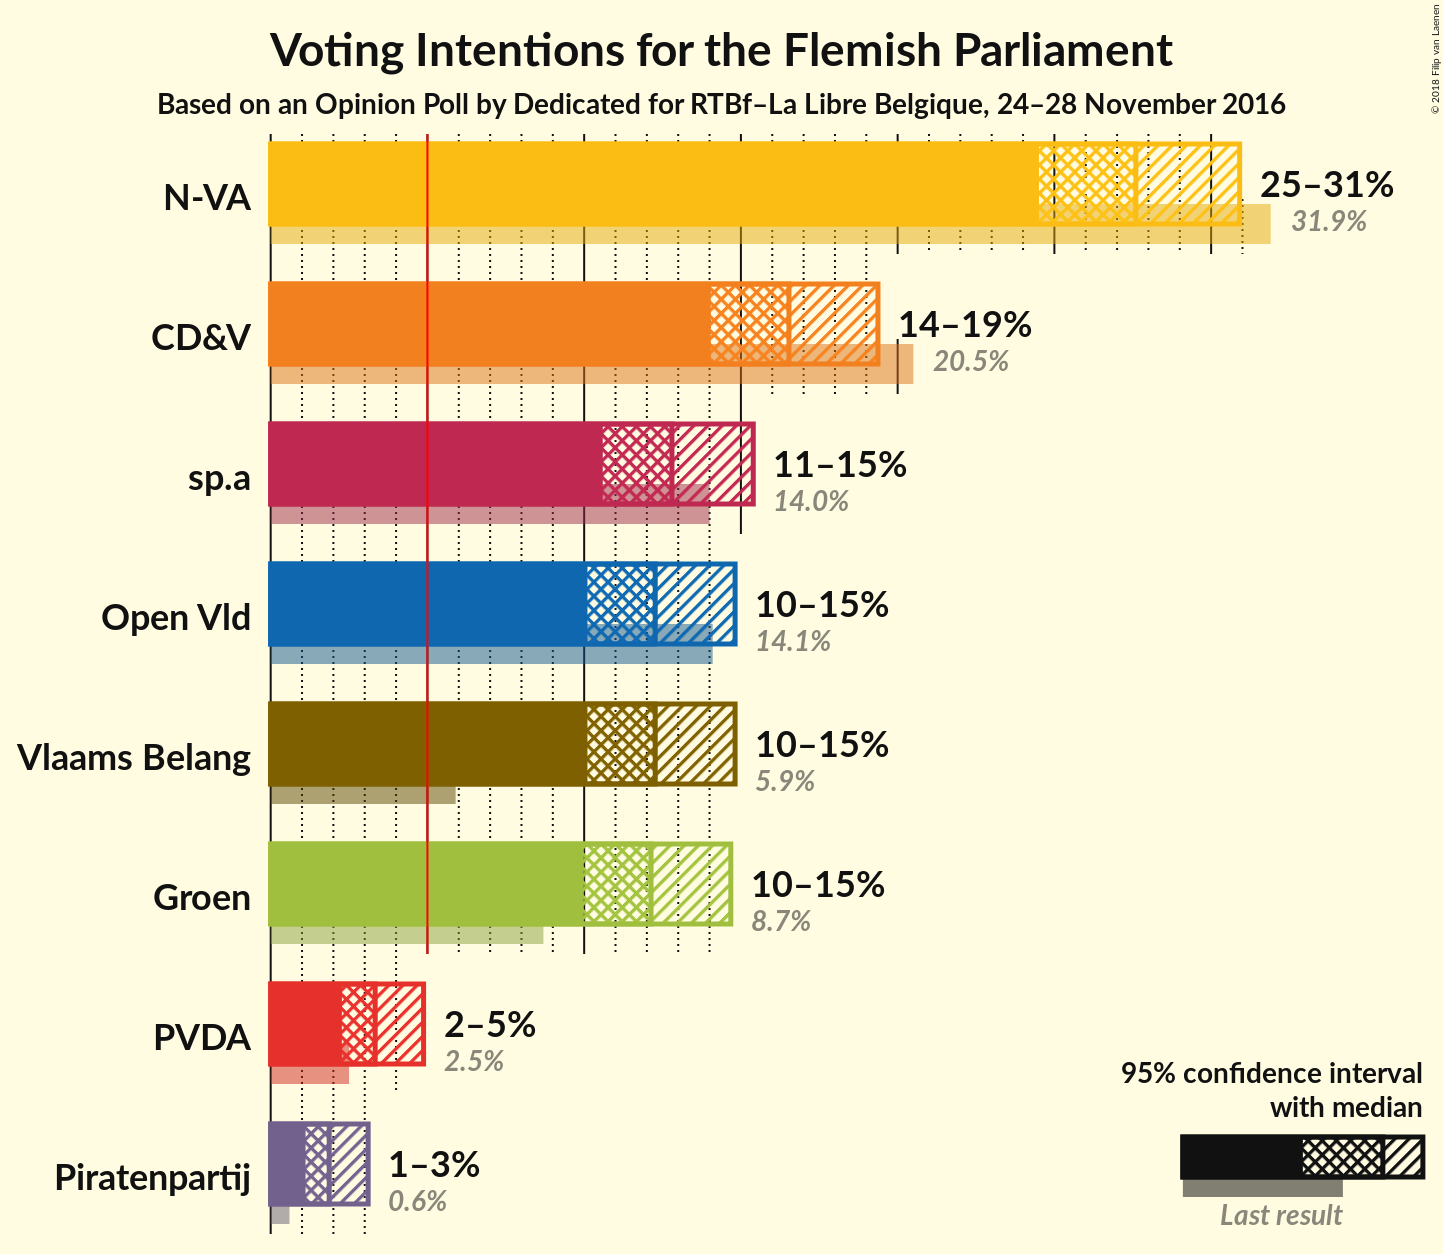 Voting Intentions for the Flemish Parliament
Based on an Opinion Poll by Dedicated for RTBf–La Libre Belgique, 24–28 November 2016
© 2018 Filip van Laenen
N-VA
25–31%
31.9%
CD&V
14–19%
20.5%
sp.a
11–15%
14.0%
Open Vld
10–15%
14.1%
Vlaams Belang
10–15%
5.9%
Groen
10–15%
8.7%
PVDA
2–5%
2.5%
Piratenpartij
1–3%
0.6%
95% confidence interval
with median
Last result